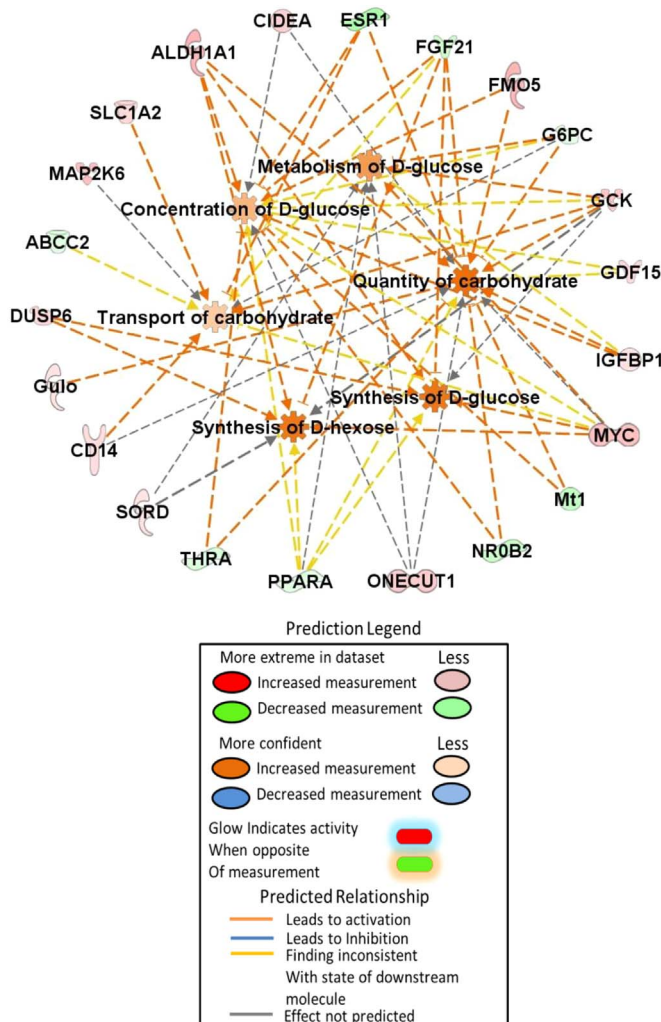 CIDEA
ESR1
ALDH1A1
FGF21
FMO5
SLC1A2
G6PC
MAP2K6
Metabolism of D-glucose
GCK
Concentration of D-glucose
ABCC2
GDF15
Quantity of carbohydrate
DUSP6
Transport of carbohydrate
IGFBP1
Gulo
Synthesis of D-glucose
Synthesis of D-hexose
MYC
CD14
Mt1
SORD
NR0B2
THRA
PPARA
ONECUT1
Prediction Legend
More extreme in dataset Less
Increased measurement
Decreased measurement
More confident Less
Increased measurement
Decreased measurement
Glow Indicates activity
When opposite
Of measurement
Predicted Relationship
Leads to activation
Leads to Inhibition
Finding inconsistent
With state of downstream
molecule
Effect not predicted